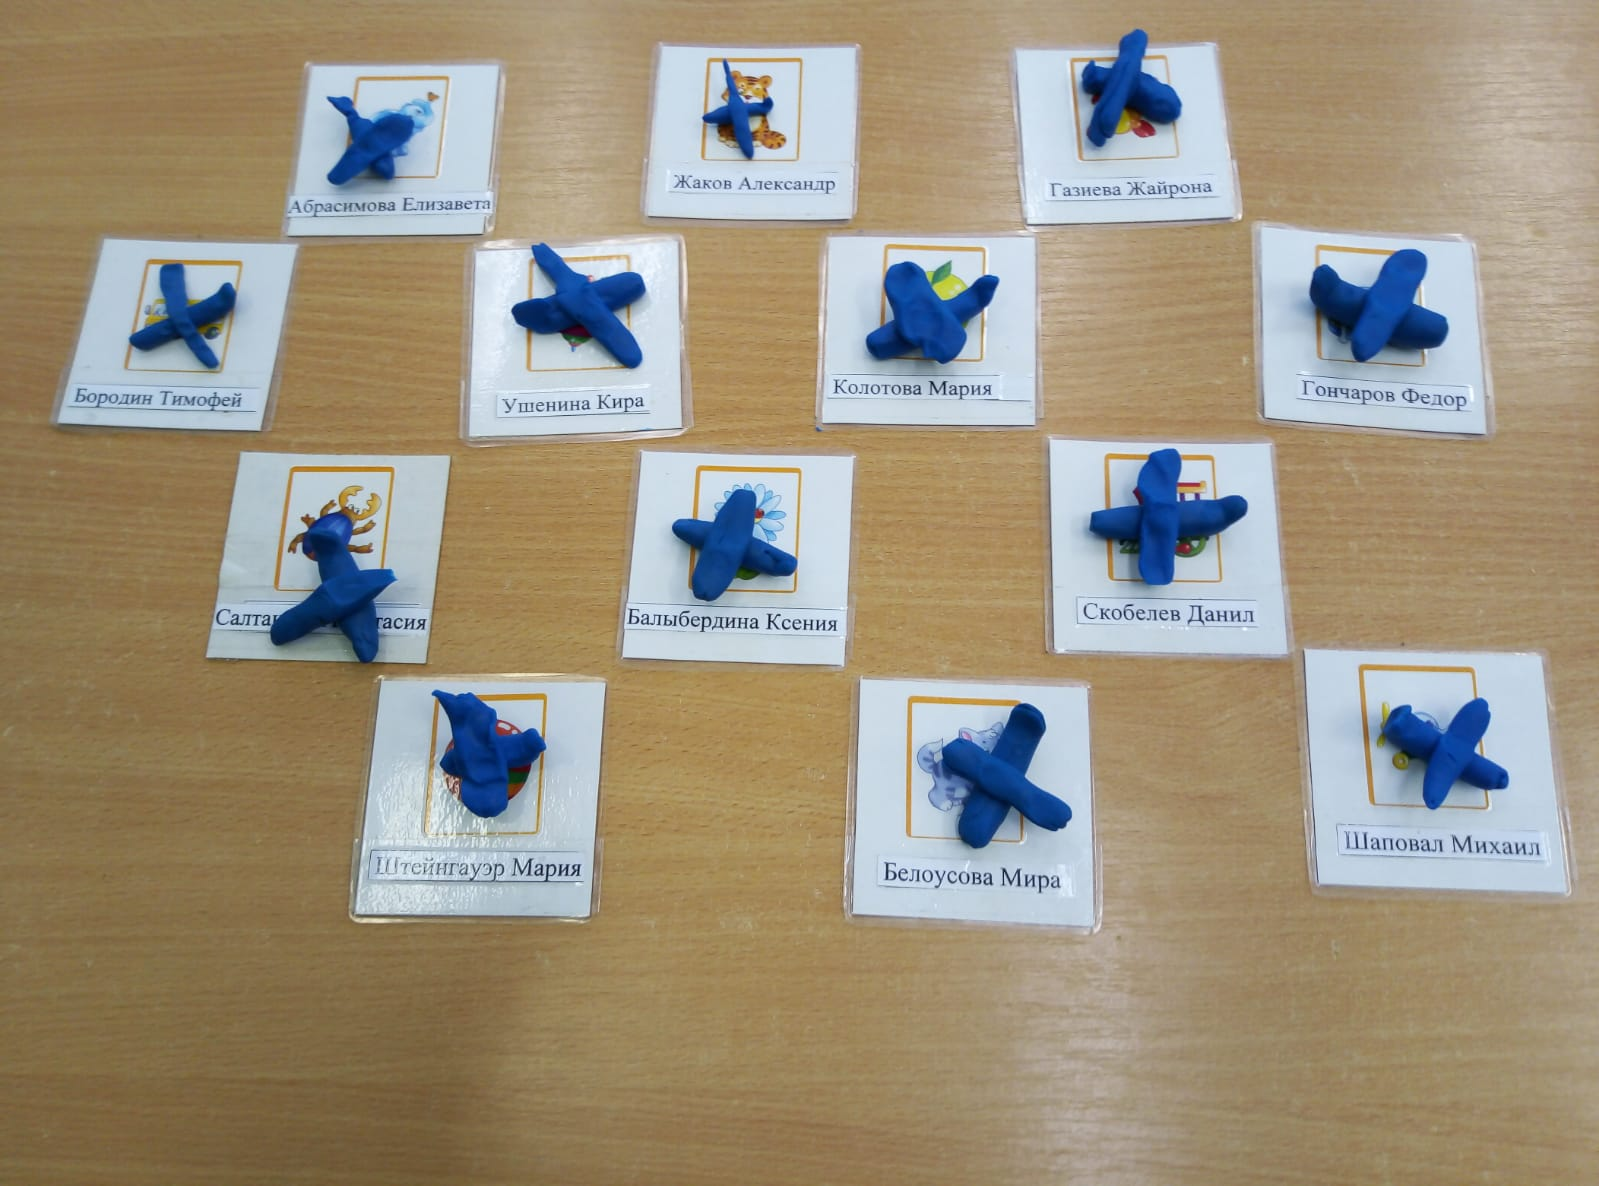 Абрасимова Елизавета
Жаков Александр
Газиева Жайрона
Бородин Тимофей
Ушенина Кира
Колотова Мария
Гончаров Федор
Балыбердина Ксения
Скобелев Данил
Штейнгауэр Мария
Белоусова Мира
Шаповал Михаил